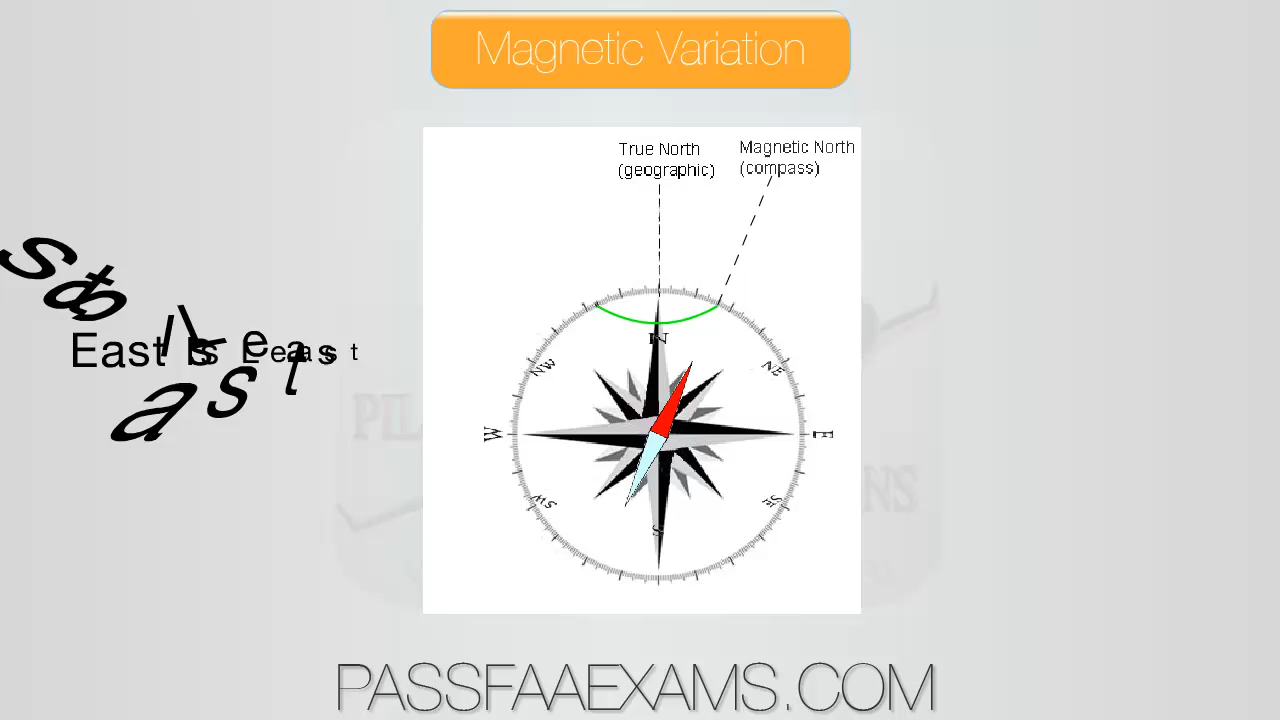 Magnetic Variation
True North
(geographic)
Magnetic North
(compass)
East Is Least
N
NW
NE
W
E
SW
SE
S
PASSFAAEXAMS.COM